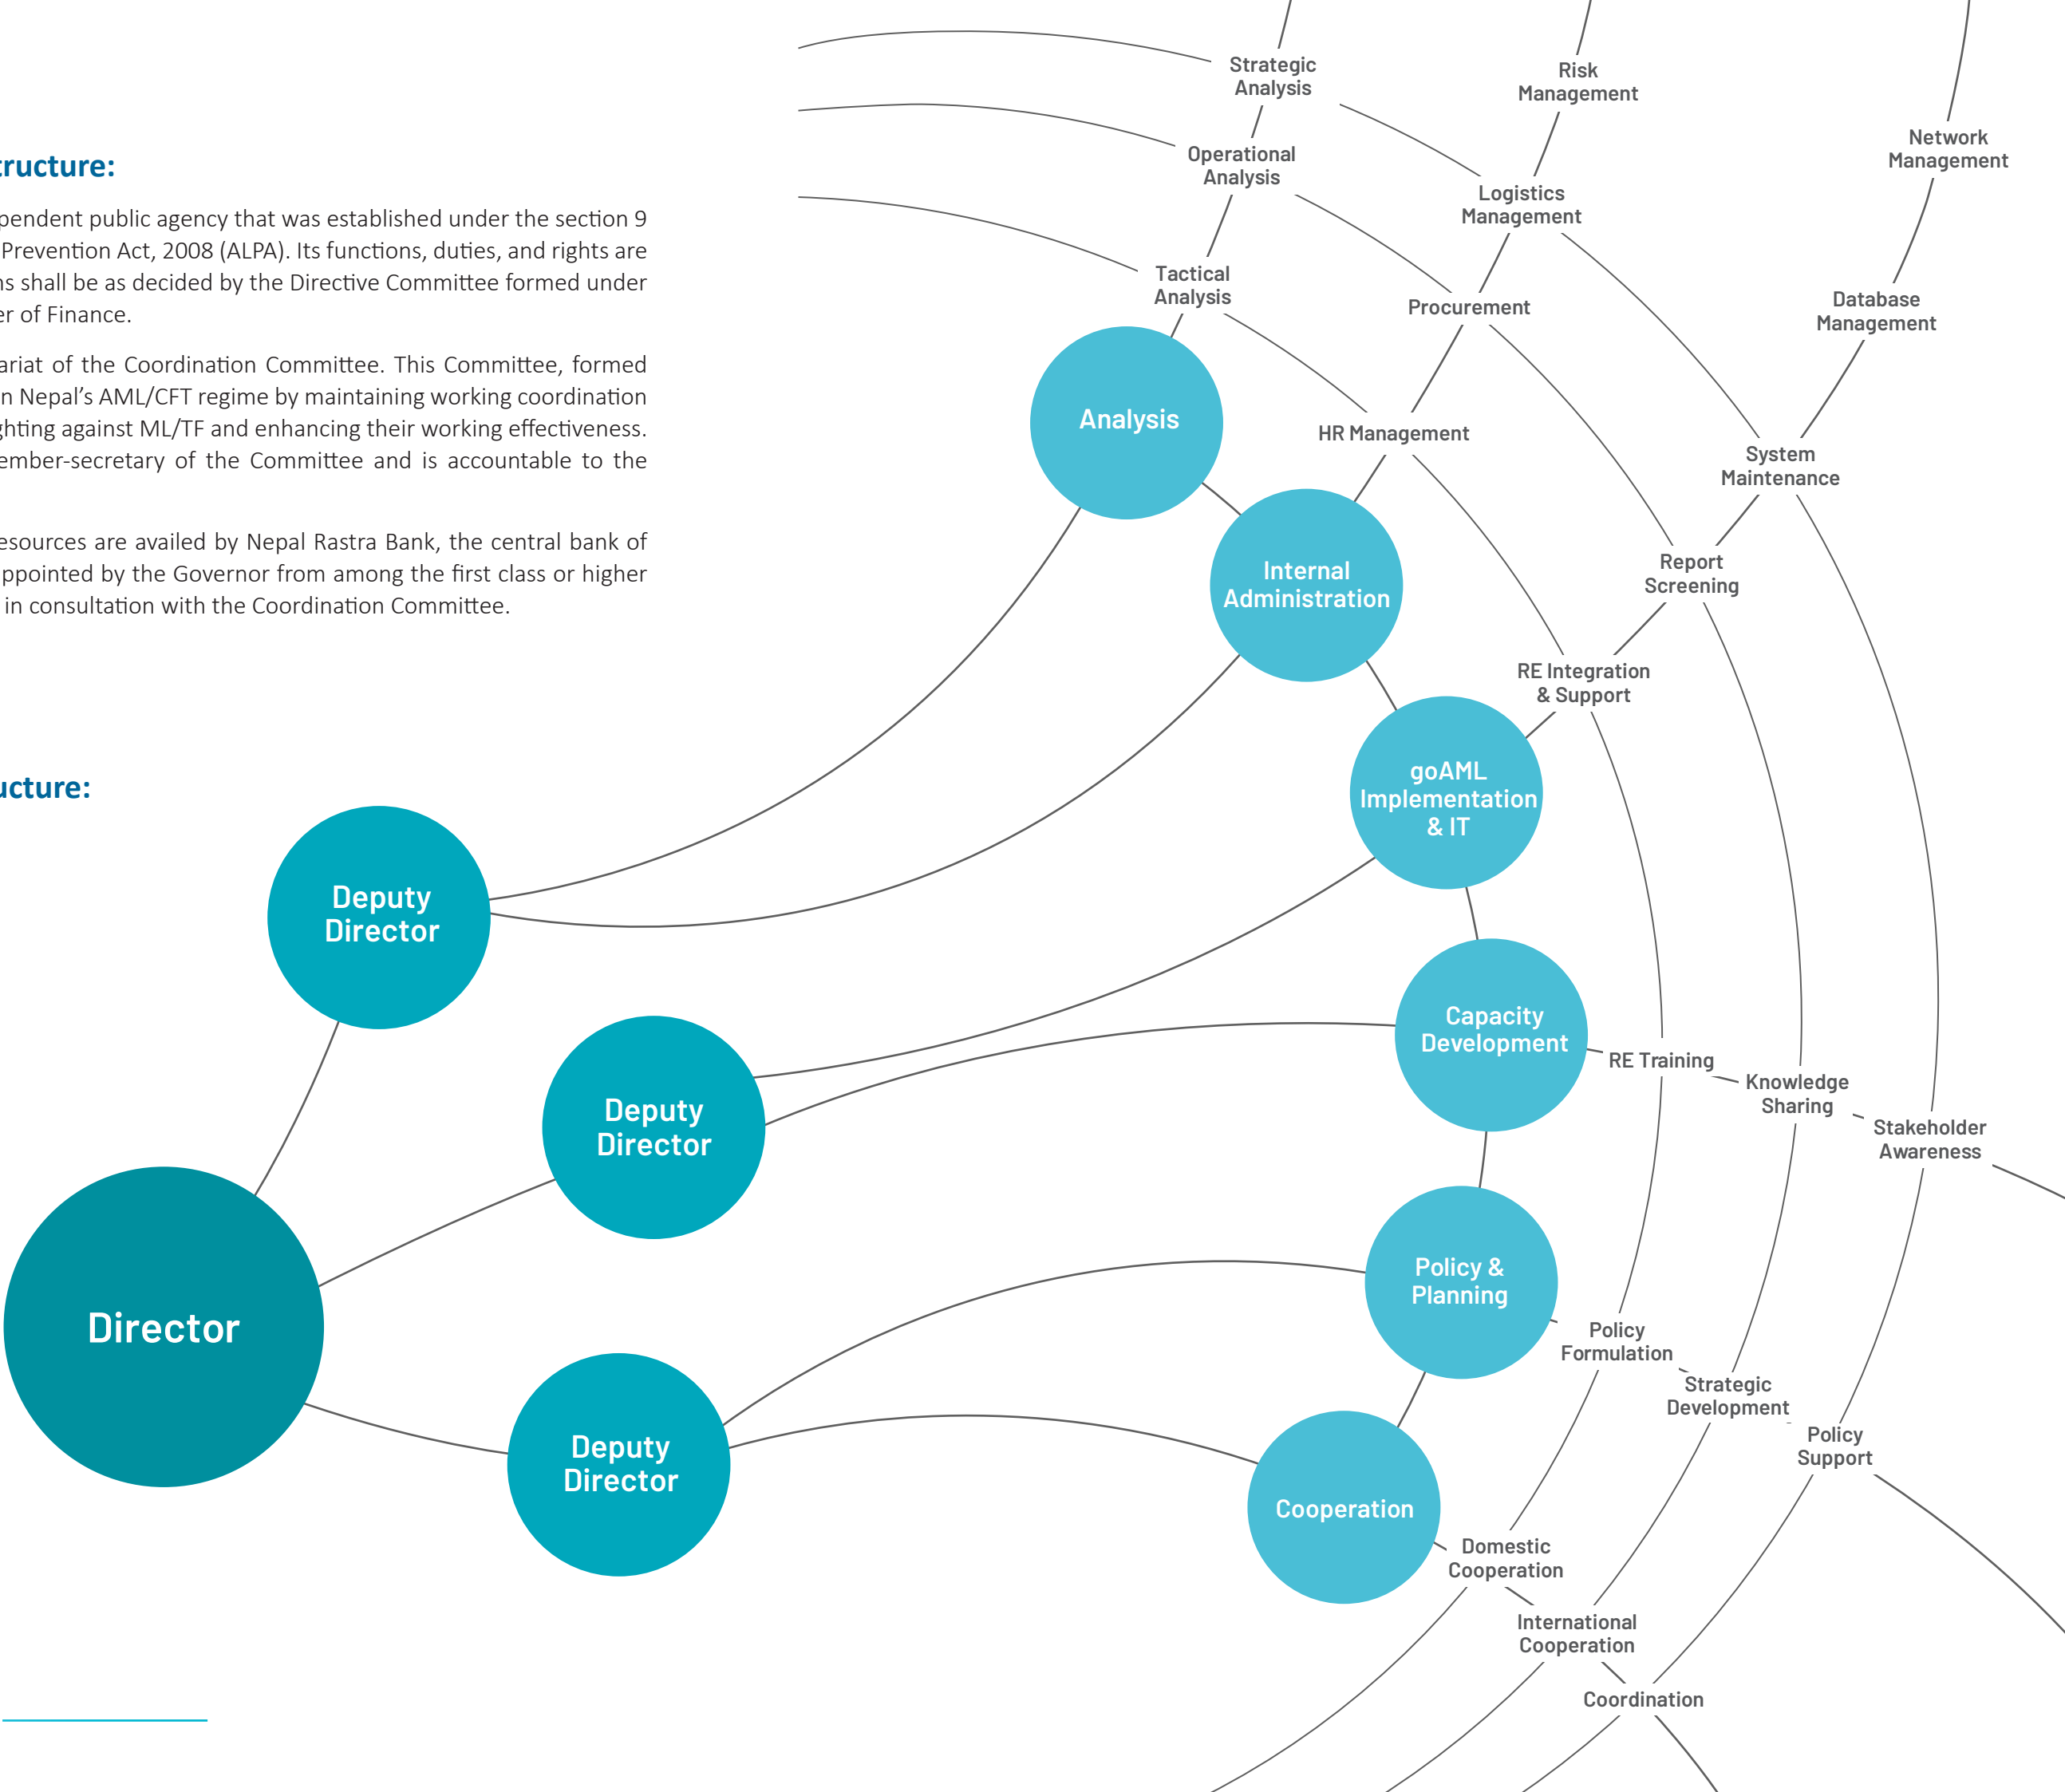 ructure:
pendent public agency that was established under the section 9
Prevention Act, 2008 (ALPA). Its functions, duties, and rights are
ns shall be as decided by the Directive Committee formed under
er of Finance.
ariat of the Coordination Committee. This Committee, formed
n Nepal’s AML/CFT regime by maintaining working coordination
ghting against ML/TF and enhancing their working effectiveness.
ember-secretary of the Committee and is accountable to the
esources are availed by Nepal Rastra Bank, the central bank of
appointed by the Governor from among the first class or higher
in consultation with the Coordination Committee.
ucture:
Director
Deputy
Director
Deputy
Director
Deputy
Director
Analysis
Internal
Administration
goAML
Implementation
& IT
Capacity
Development
Policy &
Planning
Cooperation
Strategic
Analysis
Operational
Analysis
Tactical
Analysis
Risk
Management
Logistics
Management
Procurement
HR Management
Network
Management
Database
Management
System
Maintenance
Report
Screening
RE Integration
& Support
RE Training
Knowledge
Sharing
Stakeholder
Awareness
Policy
Formulation
Strategic
Development
Policy
Support
Domestic
Cooperation
International
Cooperation
Coordination